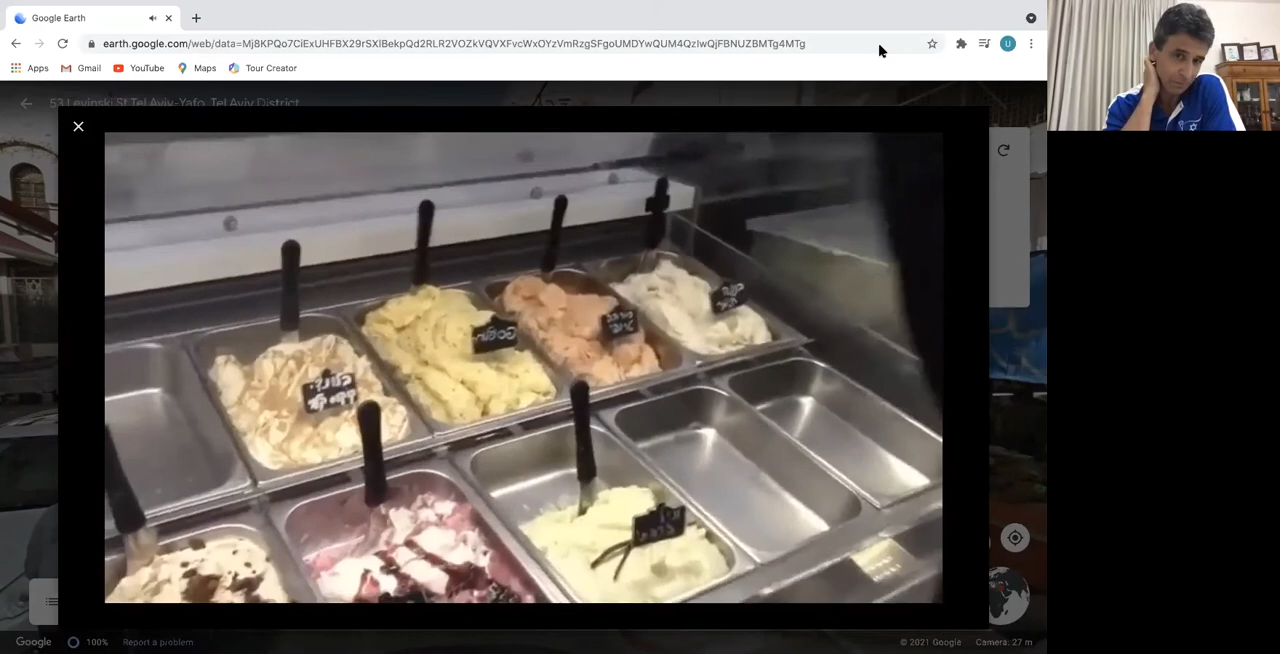 Google Earth
earth.google.com/web/data=Mj8KPQo7CiExUHFBX29rSXlBekpQd2RLR2VOZkVQVXFvcWxOYzVmRzgSFgoUMDYwQUM4QzIwQjFBNUZBMTg4MTg
U
Apps
Gmail
YouTube
Maps
Tour Creator
53 Levinski St Tel Aviv-Yafo, Tel Aviv District
Google
100%
Report a problem
© 2021 Google
Camera: 27 m